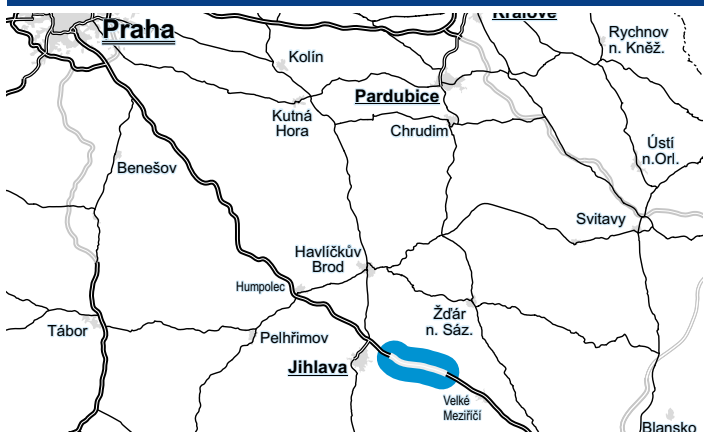 Králové
Praha
Rychnov
n. Kněž.
Kolín
Pardubice
Kutná
Hora
Chrudim
Ústí
n.Orl.
Benešov
Svitavy
Havlíčkův
Brod
Humpolec
Žďár
n. Sáz.
Tábor
Pelhřimov
Jihlava
Velké
Meziříčí
Blansko